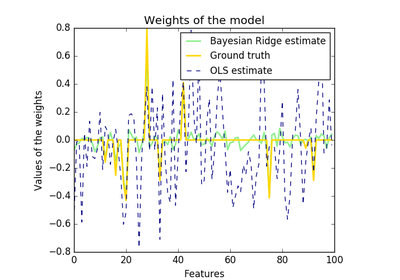 Weights of the model
Values of the weights
0.8
0.6
0.4
0.2
0.0
−0.2
−0.4
−0.6
−0.8
Bayesian Ridge estimate
Ground truth
OLS estimate
0
20
40
60
80
100
Features